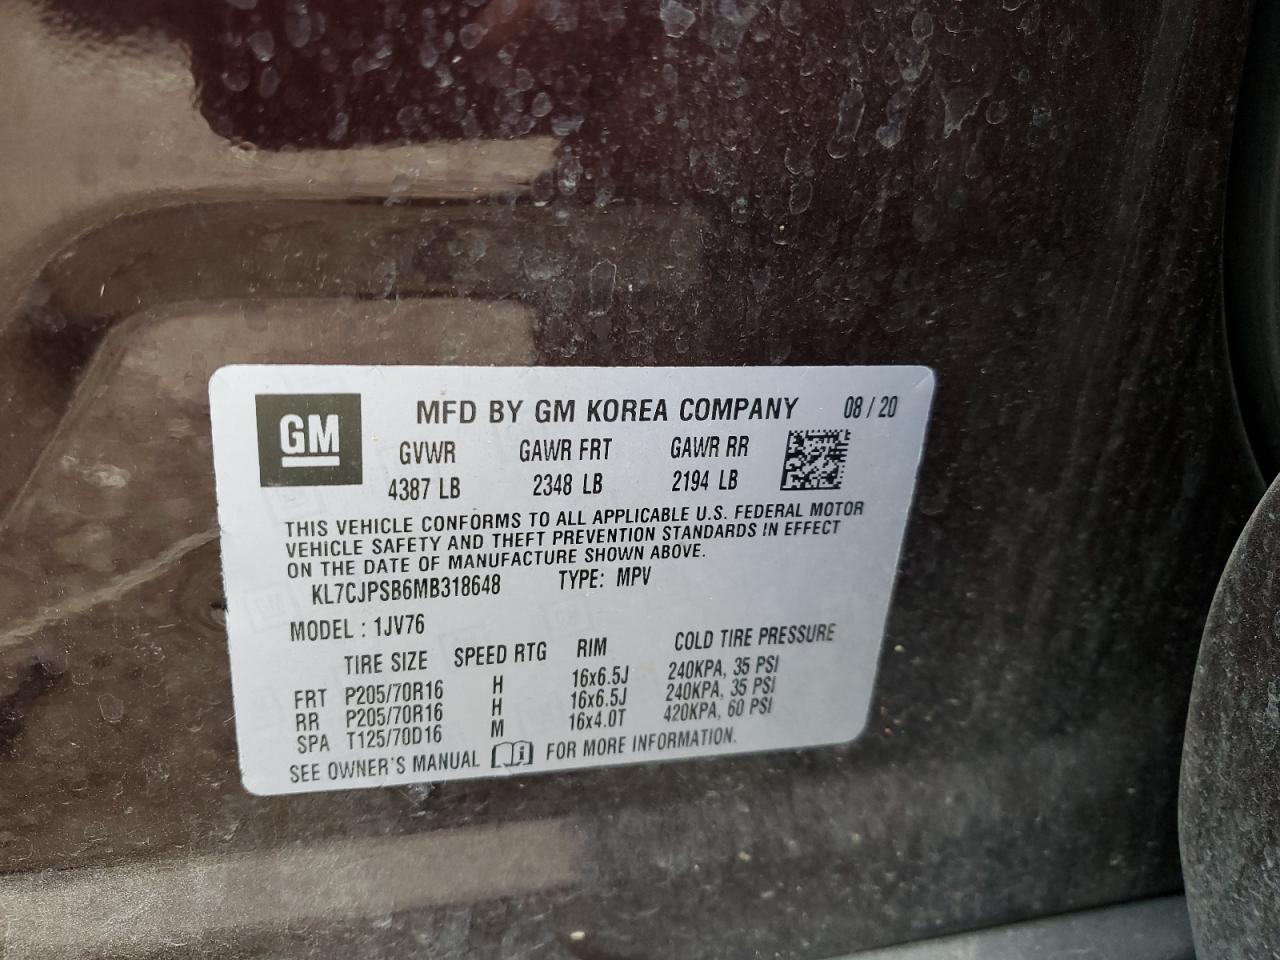 GM
MFD BY GM KOREA COMPANY 08 / 20
GVWR GAWR FRT GAWR RR
4387 LB 2348 LB 2194 LB
THIS VEHICLE CONFORMS TO ALL APPLICABLE U.S. FEDERAL MOTOR
VEHICLE SAFETY AND THEFT PREVENTION STANDARDS IN EFFECT
ON THE DATE OF MANUFACTURE SHOWN ABOVE.
KL7CJPSB6MB318648 TYPE: MPV
MODEL : 1JV76
TIRE SIZE SPEED RTG RIM COLD TIRE PRESSURE
FRT P205/70R16 H 16x6.5J 240KPA, 35 PSI
RR P205/70R16 H 16x6.5J 240KPA, 35 PSI
SPA T125/70D16 M 16x4.0T 420KPA, 60 PSI
SEE OWNER'S MANUAL i FOR MORE INFORMATION.